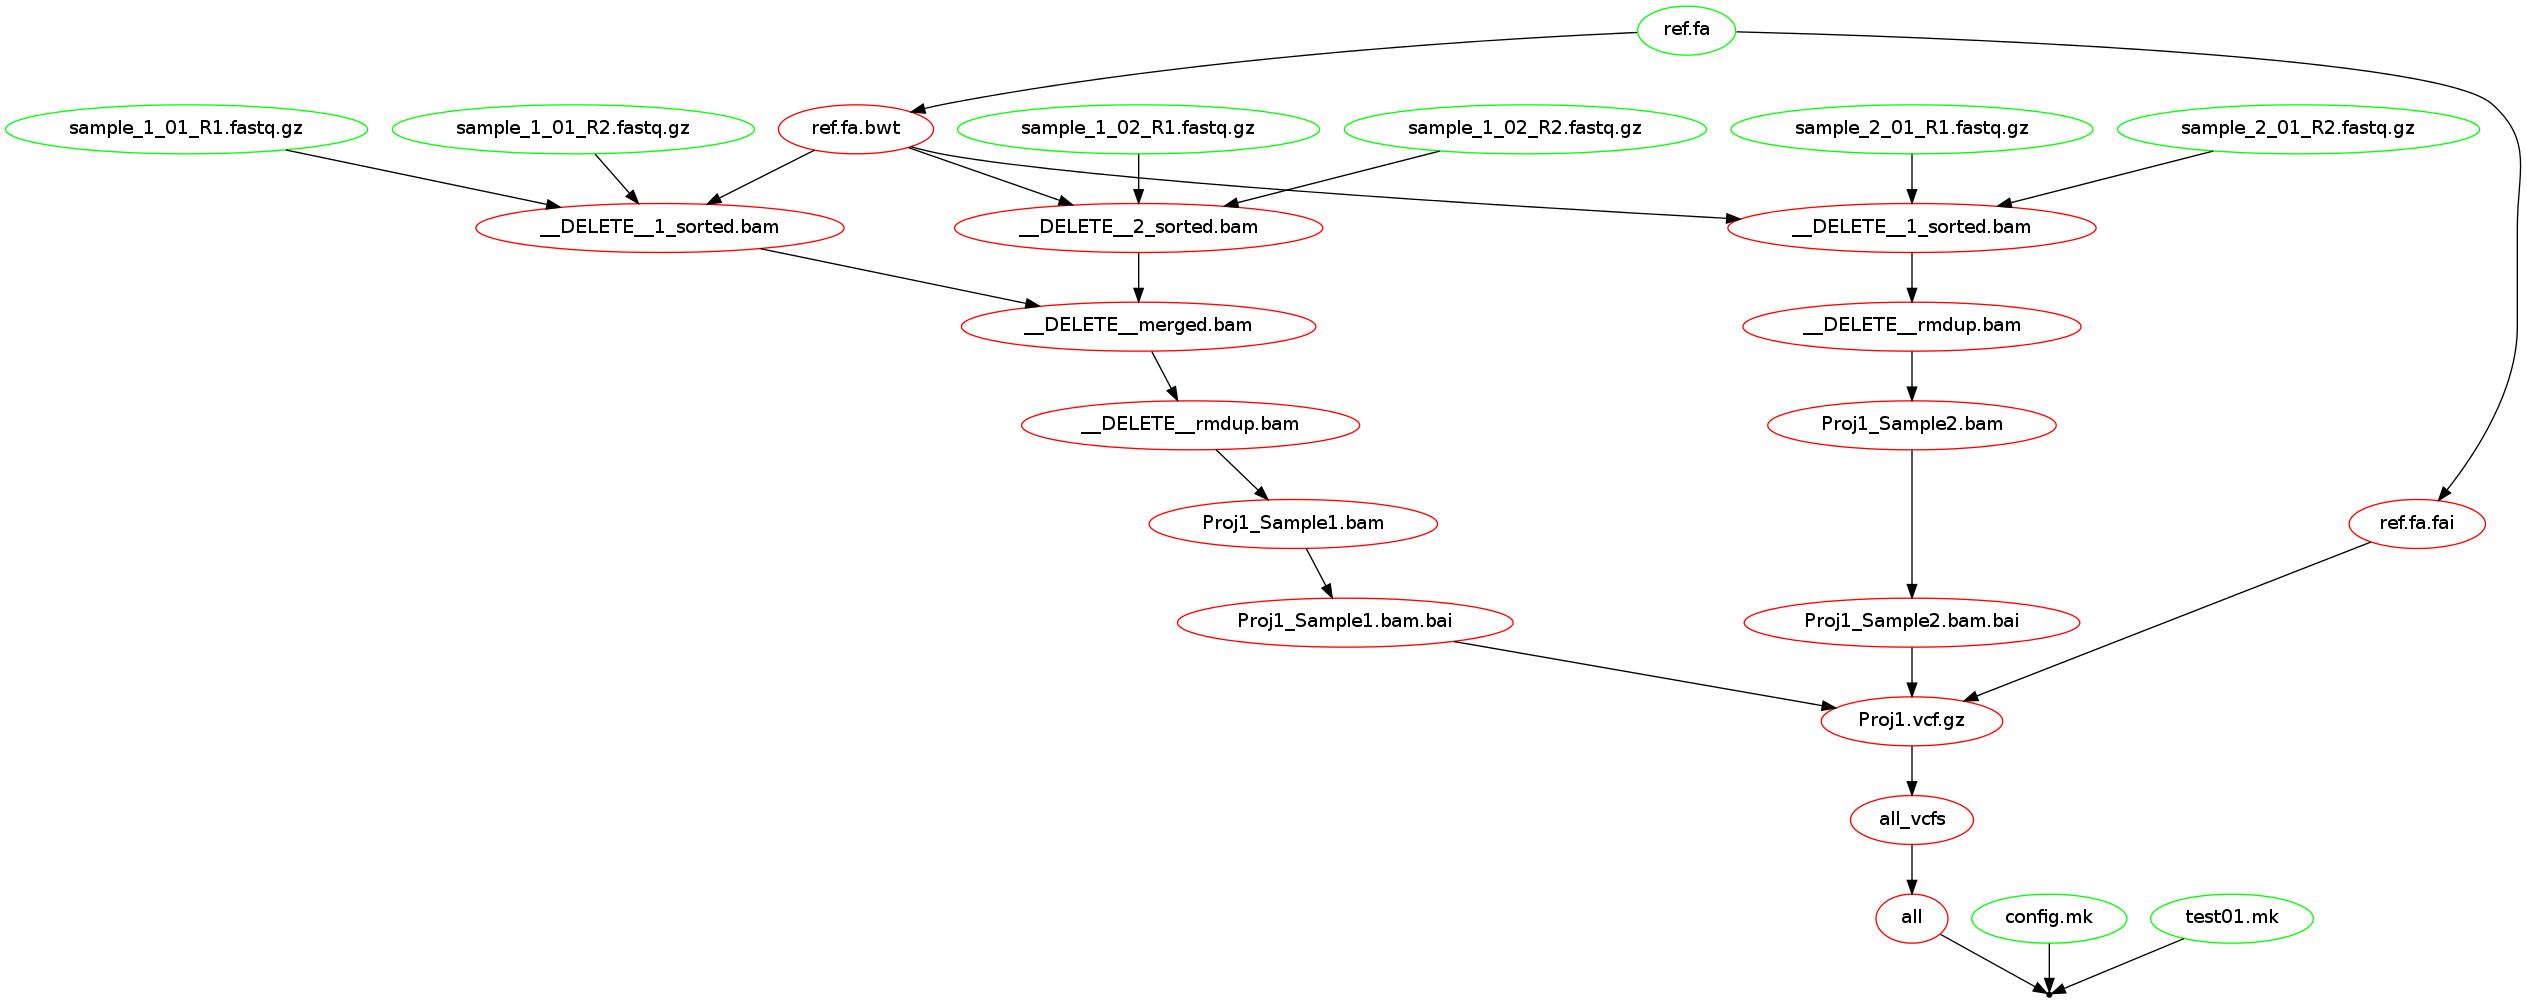 ref.fa
sample_1_01_R1.fastq.gz
sample_1_01_R2.fastq.gz
ref.fa.bwt
sample_1_02_R1.fastq.gz
sample_1_02_R2.fastq.gz
sample_2_01_R1.fastq.gz
sample_2_01_R2.fastq.gz
__DELETE__1_sorted.bam
__DELETE__2_sorted.bam
__DELETE__1_sorted.bam
__DELETE__merged.bam
__DELETE__rmdup.bam
__DELETE__rmdup.bam
Proj1_Sample2.bam
Proj1_Sample1.bam
ref.fa.fai
Proj1_Sample1.bam.bai
Proj1_Sample2.bam.bai
Proj1.vcf.gz
all_vcfs
all
config.mk
test01.mk